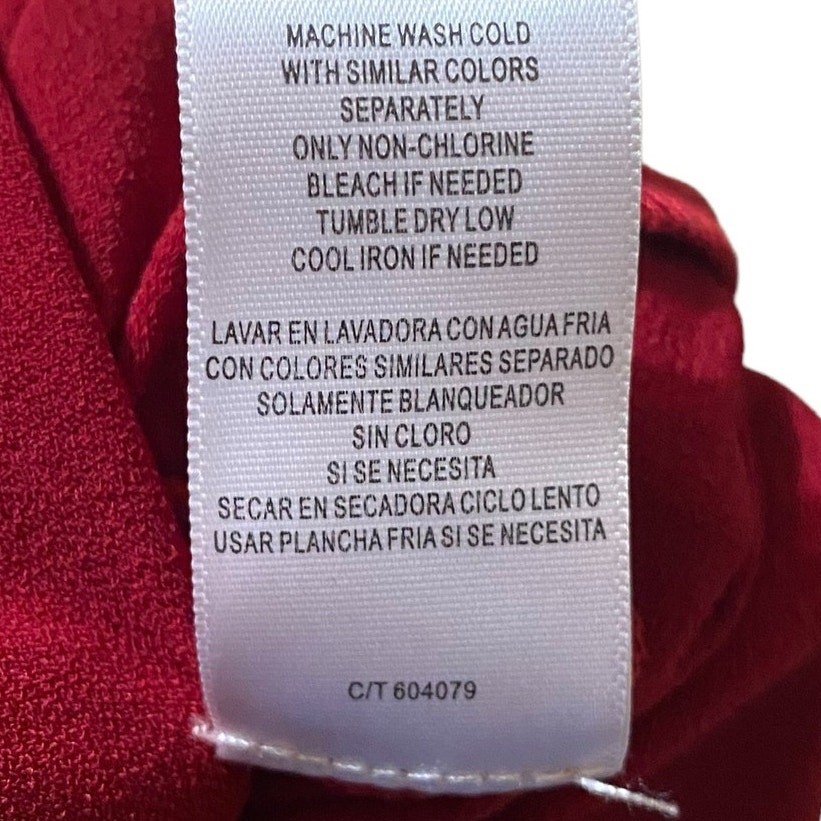 MACHINE WASH COLD
WITH SIMILAR COLORS
SEPARATELY
ONLY NON-CHLORINE
BLEACH IF NEEDED
TUMBLE DRY LOW
COOL IRON IF NEEDED
LAVAR EN LAVADORA CON AGUA FRIA
CON COLORES SIMILARES SEPARADO
SOLAMENTE BLANQUEADOR
SIN CLORO
SI SE NECESITA
SECAR EN SECADORA CICLO LENTO
USAR PLANCHA FRIA SI SE NECESITA
C/T 604079